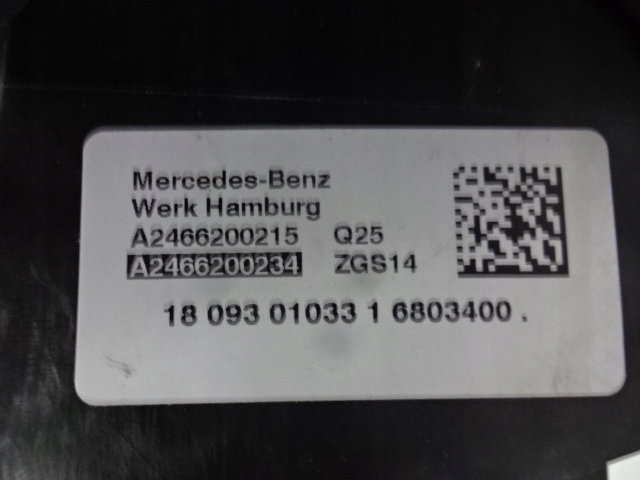 Mercedes-Benz
Werk Hamburg
A2466200215 Q25
A2466200234 ZGS14
18 093 01033 1 6803400 .